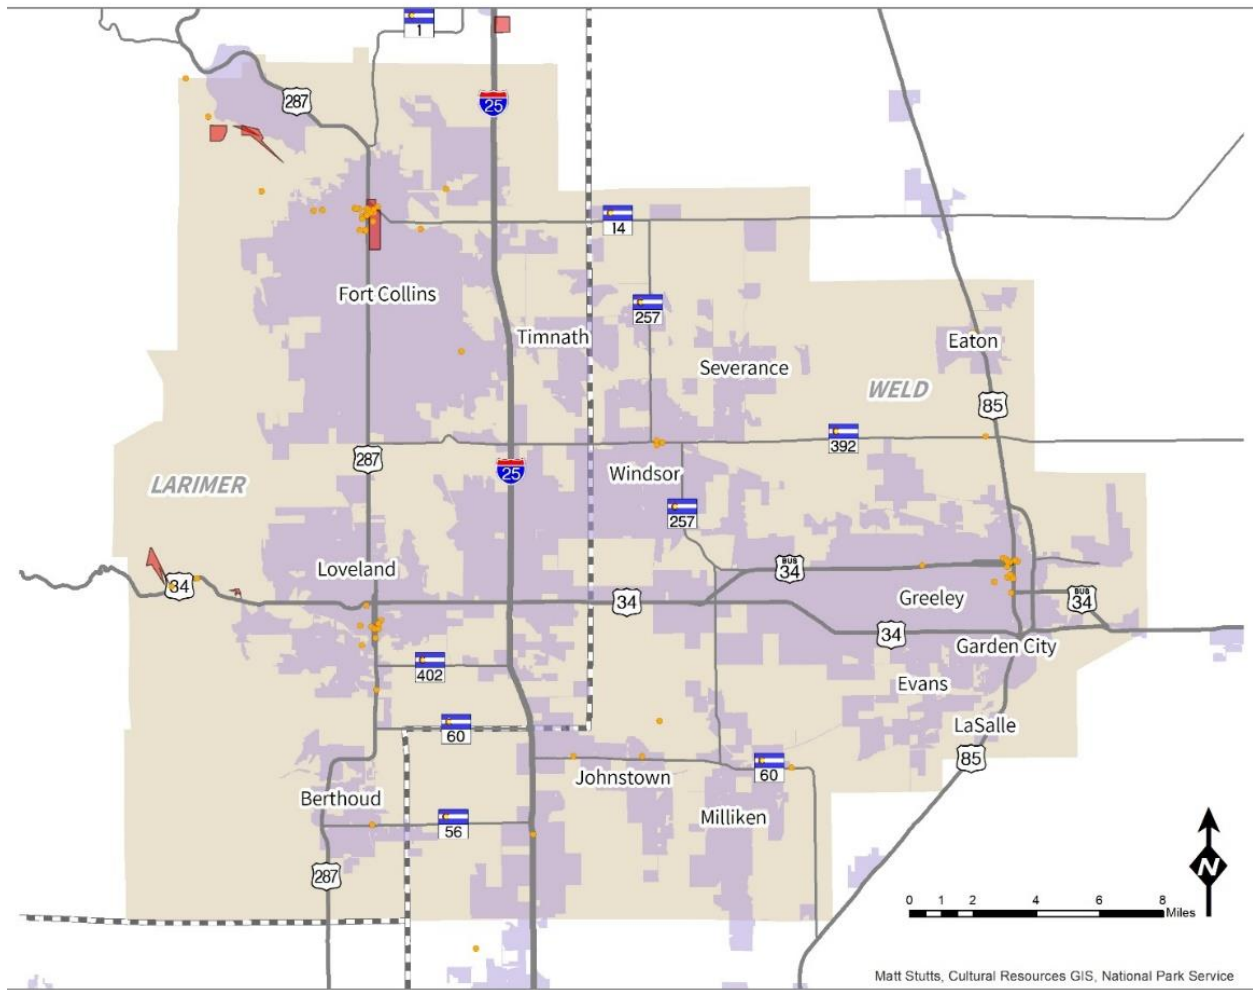 1
287
25
14
Fort Collins
257
Timnath
Eaton
Severance
WELD
85
392
287
25
Windsor
LARIMER
257
Loveland
BUS
34
34
34
Greeley
BUS
34
34
Garden City
402
Evans
60
LaSalle
85
60
Johnstown
Berthoud
Milliken
56
287
N
0 1 2 4 6 8
Miles
Matt Stutts, Cultural Resources GIS, National Park Service